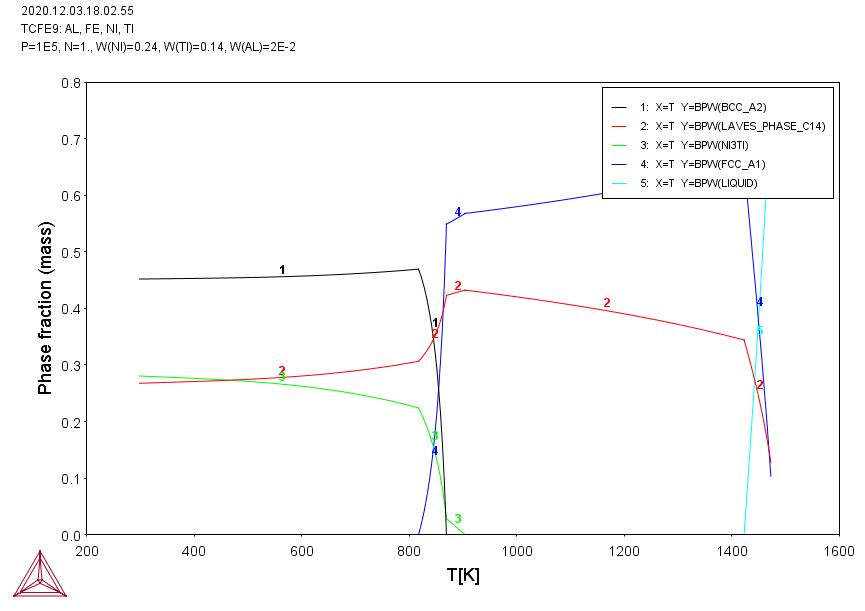 2020.12.03.18.02.55
TCFE9: AL, FE, NI, TI
P=1E5, N=1., W(NI)=0.24, W(TI)=0.14, W(AL)=2E-2
0.8
1: X=T Y=BPW(BCC_A2)
2: X=T Y=BPW(LAVES_PHASE_C14)
3: X=T Y=BPW(NI3TI)
4: X=T Y=BPW(FCC_A1)
5: X=T Y=BPW(LIQUID)
0.7
0.6
0.5
0.4
0.3
0.2
0.1
0.0
Phase fraction (mass)
4
1
2
2
4
1
2
5
2
3
2
3
4
3
200 400 600 800 1000 1200 1400 1600
T[K]